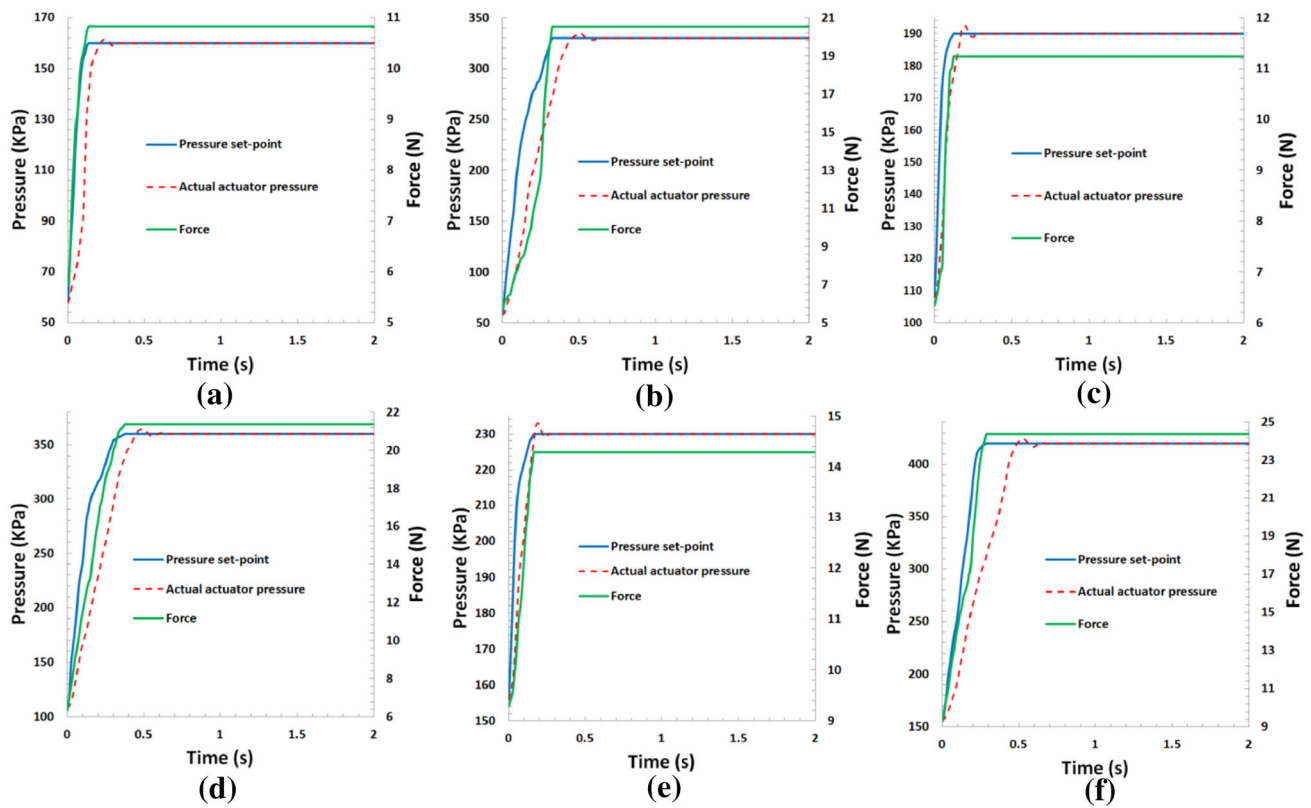 170
150
130
110
90
70
50
Pressure (KPa)
11
10
9
8
7
6
5
Force (N)
Pressure set-point
Actual actuator pressure
Force
0 0.5 1 1.5 2
Time (s)
(a)
350
300
250
200
150
100
50
Pressure (KPa)
21
19
17
15
13
11
9
7
5
Force (N)
Pressure set-point
Actual actuator pressure
Force
0 0.5 1 1.5 2
Time (s)
(b)
190
180
170
160
150
140
130
120
110
100
Pressure (KPa)
12
11
10
9
8
7
6
Force (N)
Pressure set-point
Actual actuator pressure
Force
0 0.5 1 1.5 2
Time (s)
(c)
350
300
250
200
150
100
Pressure (KPa)
22
20
18
16
14
12
10
8
6
Force (N)
Pressure set-point
Actual actuator pressure
Force
0 0.5 1 1.5 2
Time (s)
(d)
230
220
210
200
190
180
170
160
150
Pressure (KPa)
15
14
13
12
11
10
9
Force (N)
Pressure set-point
Actual actuator pressure
Force
0 0.5 1 1.5 2
Time (s)
(e)
400
350
300
250
200
150
Pressure (KPa)
25
23
21
19
17
15
13
11
9
Force (N)
Pressure set-point
Actual actuator pressure
Force
0 0.5 1 1.5 2
Time (s)
(f)